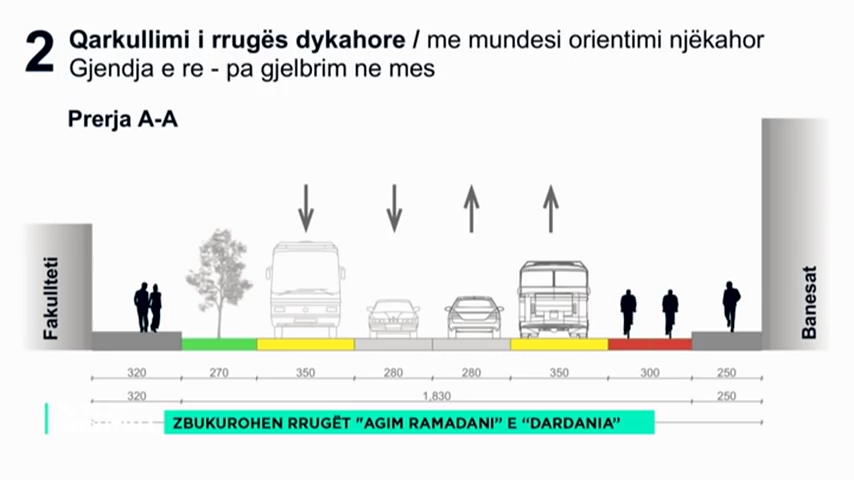 2 Qarkullimi i rrugës dykahore / me mundesi orientimi njëkahor
Gjendja e re - pa gjelbrim ne mes
Prerja A-A
Fakullteti
Banesat
320 270 350 280 280 350 300 250
320 1,830 250
ZBUKUROHEN RRUGËT "AGIM RAMADANI” E “DARDANIA”